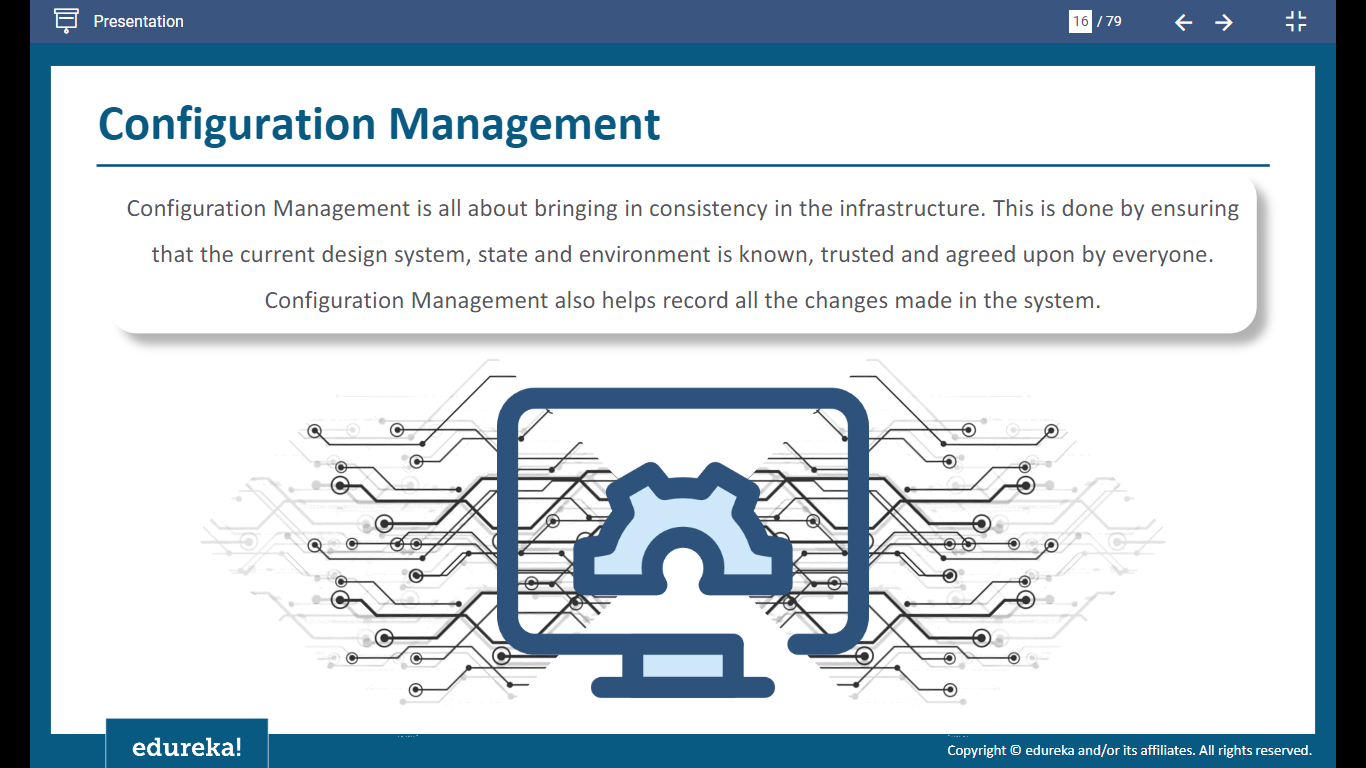 Presentation
16 / 79
Configuration Management
Configuration Management is all about bringing in consistency in the infrastructure. This is done by ensuring
that the current design system, state and environment is known, trusted and agreed upon by everyone.
Configuration Management also helps record all the changes made in the system.
edureka!
Copyright © edureka and/or its affiliates. All rights reserved.